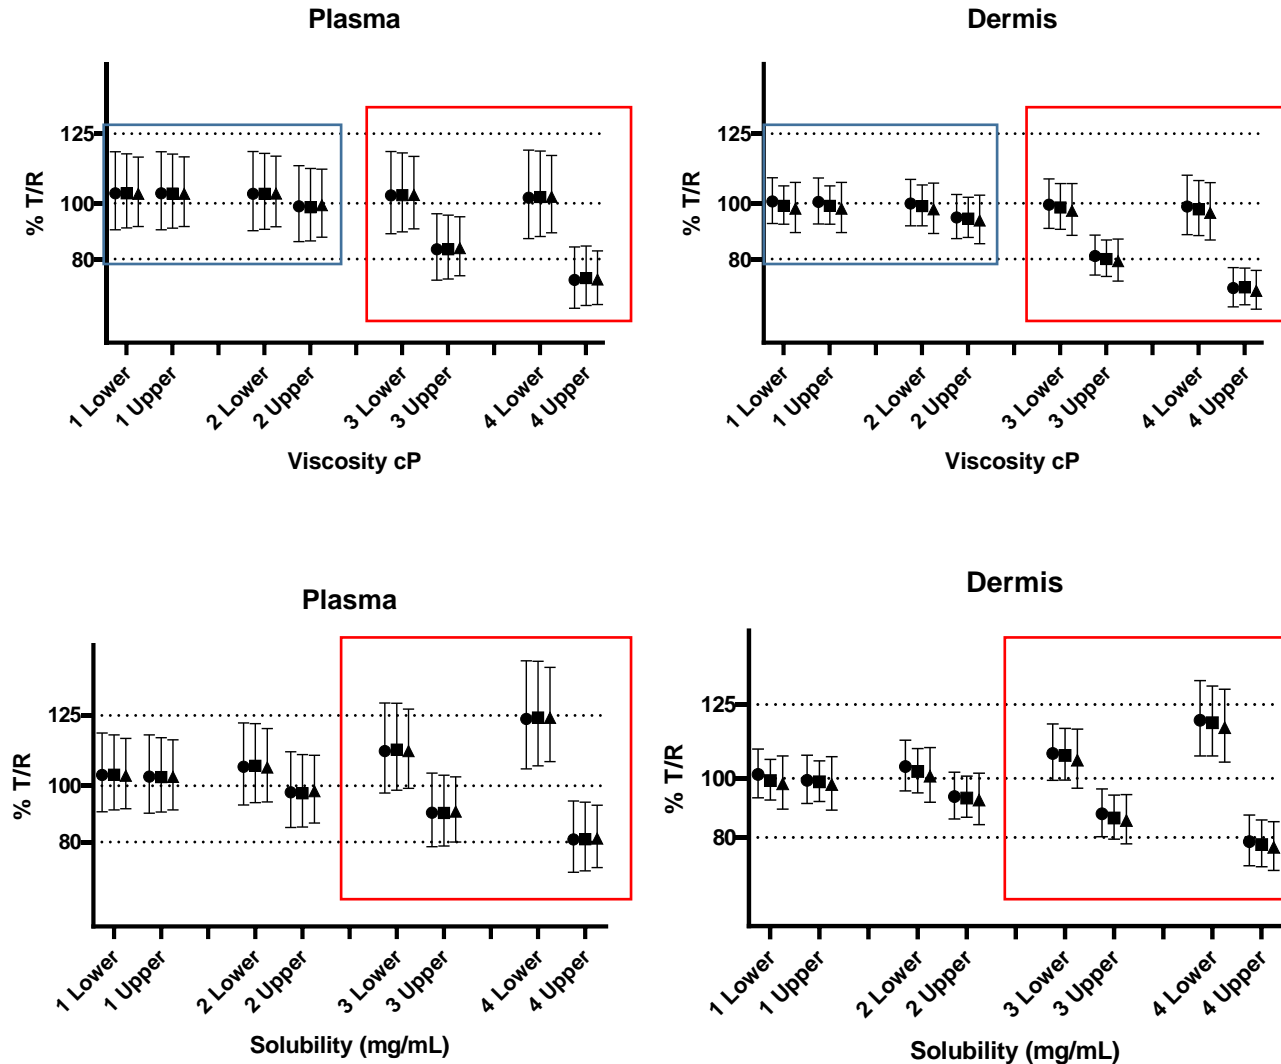 Plasma
% T/R
125
100
80
1 Lower
1 Upper
2 Lower
2 Upper
3 Lower
3 Upper
4 Lower
4 Upper
Viscosity cP
Dermis
% T/R
125
100
80
1 Lower
1 Upper
2 Lower
2 Upper
3 Lower
3 Upper
4 Lower
4 Upper
Viscosity cP
Plasma
% T/R
125
100
80
1 Lower
1 Upper
2 Lower
2 Upper
3 Lower
3 Upper
4 Lower
4 Upper
Solubility (mg/mL)
Dermis
% T/R
125
100
80
1 Lower
1 Upper
2 Lower
2 Upper
3 Lower
3 Upper
4 Lower
4 Upper
Solubility (mg/mL)